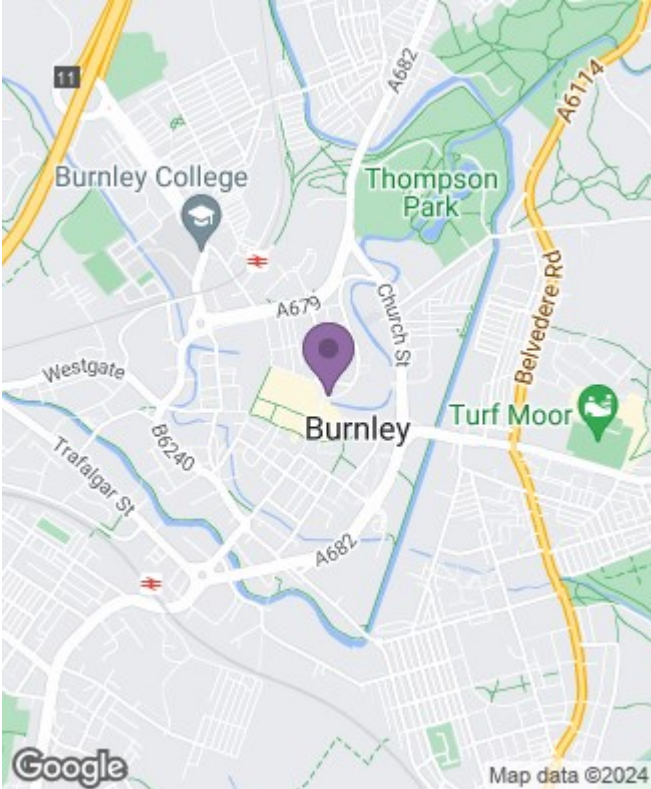 A682
A6114
11
Burnley College
Thompson
Park
A679
Church St
Belvedere Rd
Westgate
Turf Moor
Burnley
B6240
Trafalgar St
A682
Google
Map data ©2024